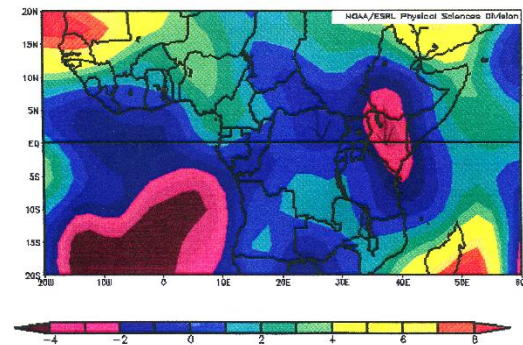 NOAA/ESRL Physical Sciences Division
20N
15N
10N
5N
EQ
5S
10S
15S
20S
20W
10W
0
10E
20E
30E
40E
50E
-4
-2
0
2
4
6
8